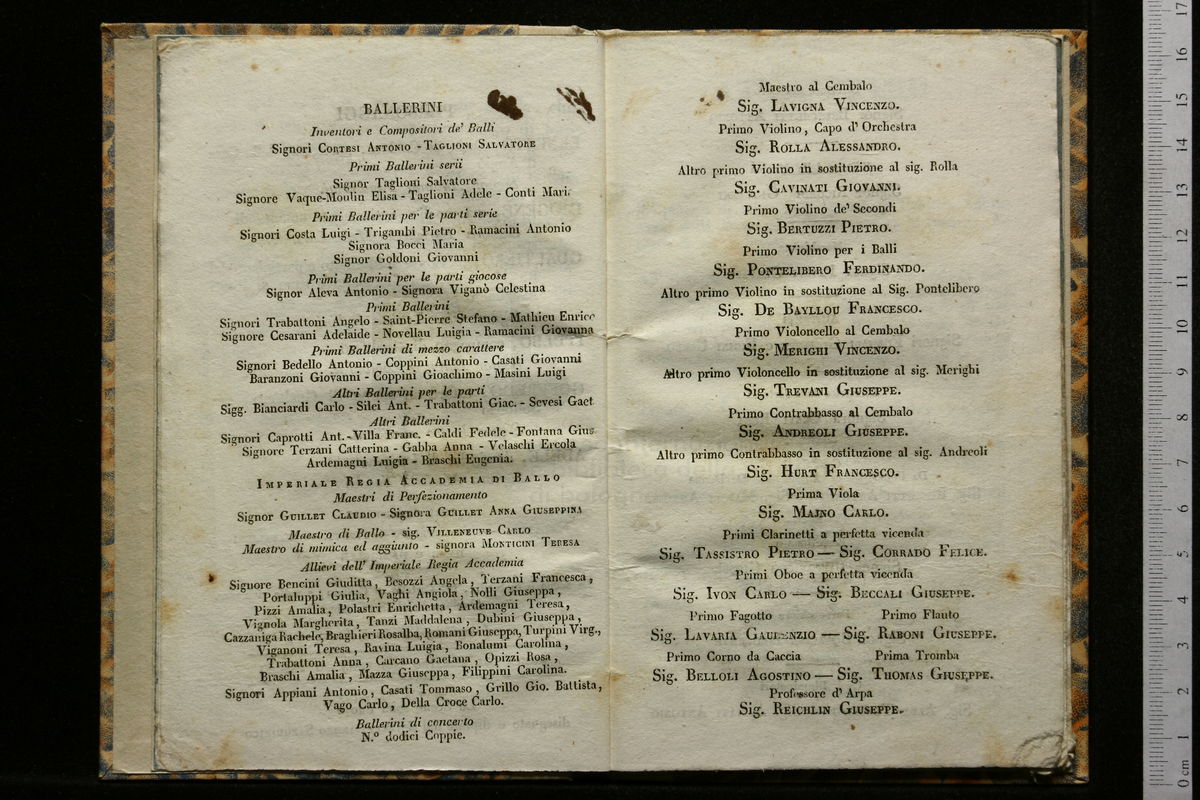 BALLERINI
Inventori e Compositori de' Balli
Signori CORTESI ANTONIO - TAGLIONI SALVATORE
Primi Ballerini serii
Signor Taglioni Salvatore
Signore Vaque-Moulin Elisa - Taglioni Adele - Conti Mari
Primi Ballerini per le parti serie
Signori Costa Luigi - Trigambi Pietro - Ramacini Antonio
Signora Bocci Maria
Signor Goldoni Giovanni
Primi Ballerini per le parti giocose
Signor Aleva Antonio - Signora Viganò Celestina
Primi Ballerini
Signori Trabattoni Angelo - Saint-Pierre Stefano - Mathieu Enrico
Signore Cesarani Adelaide - Novellau Luigia - Ramacini Giovanna
Primi Ballerini di mezzo carattere
Signori Bedello Antonio - Coppini Antonio - Casati Giovanni
Baranzoni Giovanni - Coppini Gioachimo - Masini Luigi
Altri Ballerini per le parti
Sigg. Bianciardi Carlo - Silei Ant. - Trabattoni Giac. - Sevesi Gaet
Altri Ballerini
Signori Caprotti Ant. - Villa Franc. - Caldi Fedele - Fontana Gius
Signore Terzani Catterina - Gabba Anna - Velaschi Ercola
Ardemagni Luigia - Braschi Eugenia.
IMPERIALE REGIA ACCADEMIA DI BALLO
Maestri di Perfezionamento
Signor GUILLET CLAUDIO - Signora GUILLET ANNA GIUSEPPINA
Maestro di Ballo - sig. VILLENEUVE CARLO
Maestro di mimica ed aggiunto - signora MONTICINI TERESA
Allievi dell' Imperiale Regia Accademia
Signore Bencini Giuditta, Besozzi Angela, Terzani Francesca,
Portaluppi Giulia, Vaghi Angiola, Nolli Giuseppa,
Pizzi Amalia, Polastri Enrichetta, Ardemagni Teresa,
Vignola Margherita, Tanzi Maddalena, Dubini Giuseppa,
Cazzaniga Rachele, Braghieri Rosalba, Romani Giuseppa, Turpini Virg.,
Viganoni Teresa, Ravina Luigia, Bonalumi Carolina,
Trabattoni Anna, Carcano Gaetana, Opizzi Rosa,
Braschi Amalia, Mazza Giuseppa, Filippini Carolina.
Signori Appiani Antonio, Casati Tommaso, Grillo Gio. Battista,
Vago Carlo, Della Croce Carlo.
Ballerini di concerto
N.º dodici Coppie.
Maestro al Cembalo
Sig. LAVIGNA VINCENZO.
Primo Violino, Capo d' Orchestra
Sig. ROLLA ALESSANDRO.
Altro primo Violino in sostituzione al sig. Rolla
Sig. CAVINATI GIOVANNI.
Primo Violino de' Secondi
Sig. BERTUZZI PIETRO.
Primo Violino per i Balli
Sig. PONTELIBERO FERDINANDO.
Altro primo Violino in sostituzione al Sig. Pontelibero
Sig. DE BAYLLOU FRANCESCO.
Primo Violoncello al Cembalo
Sig. MERIGHI VINCENZO.
Altro primo Violoncello in sostituzione al sig. Merighi
Sig. TREVANI GIUSEPPE.
Primo Contrabbasso al Cembalo
Sig. ANDREOLI GIUSEPPE.
Altro primo Contrabbasso in sostituzione al sig. Andreoli
Sig. HURT FRANCESCO.
Prima Viola
Sig. MAJNO CARLO.
Primi Clarinetti a perfetta vicenda
Sig. TASSISTRO PIETRO — Sig. CORRADO FELICE.
Primi Oboe a perfetta vicenda
Sig. IVON CARLO — Sig. BECCALI GIUSEPPE.
Primo Fagotto Primo Flauto
Sig. LAVARIA GAUDENZIO — Sig. RABONI GIUSEPPE.
Primo Corno da Caccia Prima Tromba
Sig. BELLOLI AGOSTINO — Sig. THOMAS GIUSEPPE.
Professore d' Arpa
Sig. REICHLIN GIUSEPPE.
0 cm 1 2 3 4 5 6 7 8 9 10 11 12 13 14 15 16 17